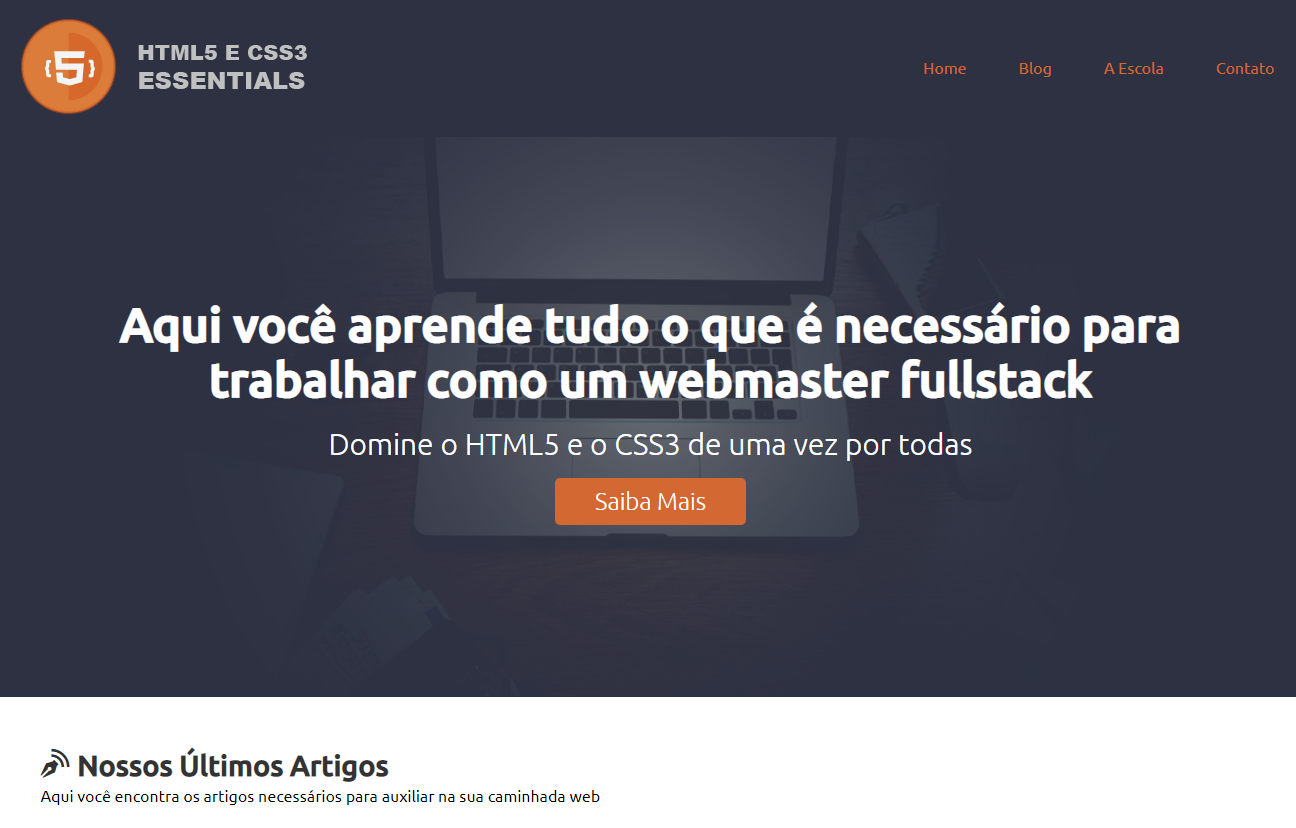 HTML5 E CSS3
ESSENTIALS
Home Blog A Escola Contato
Aqui você aprende tudo o que é necessário para
trabalhar como um webmaster fullstack
Domine o HTML5 e o CSS3 de uma vez por todas
Saiba Mais
Nossos Últimos Artigos
Aqui você encontra os artigos necessários para auxiliar na sua caminhada web